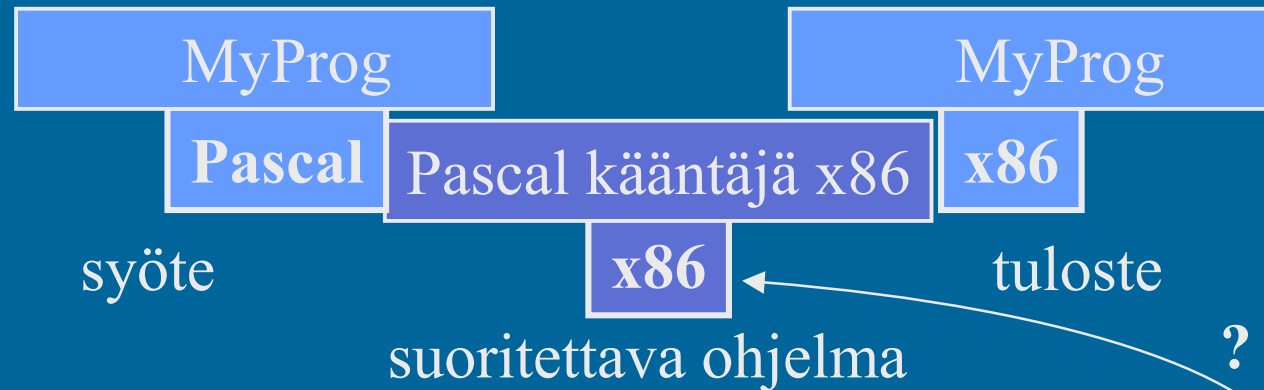 MyProg MyProg
Pascal Pascal kääntäjä x86 x86
syöte x86 tuloste
suoritettava ohjelma ?